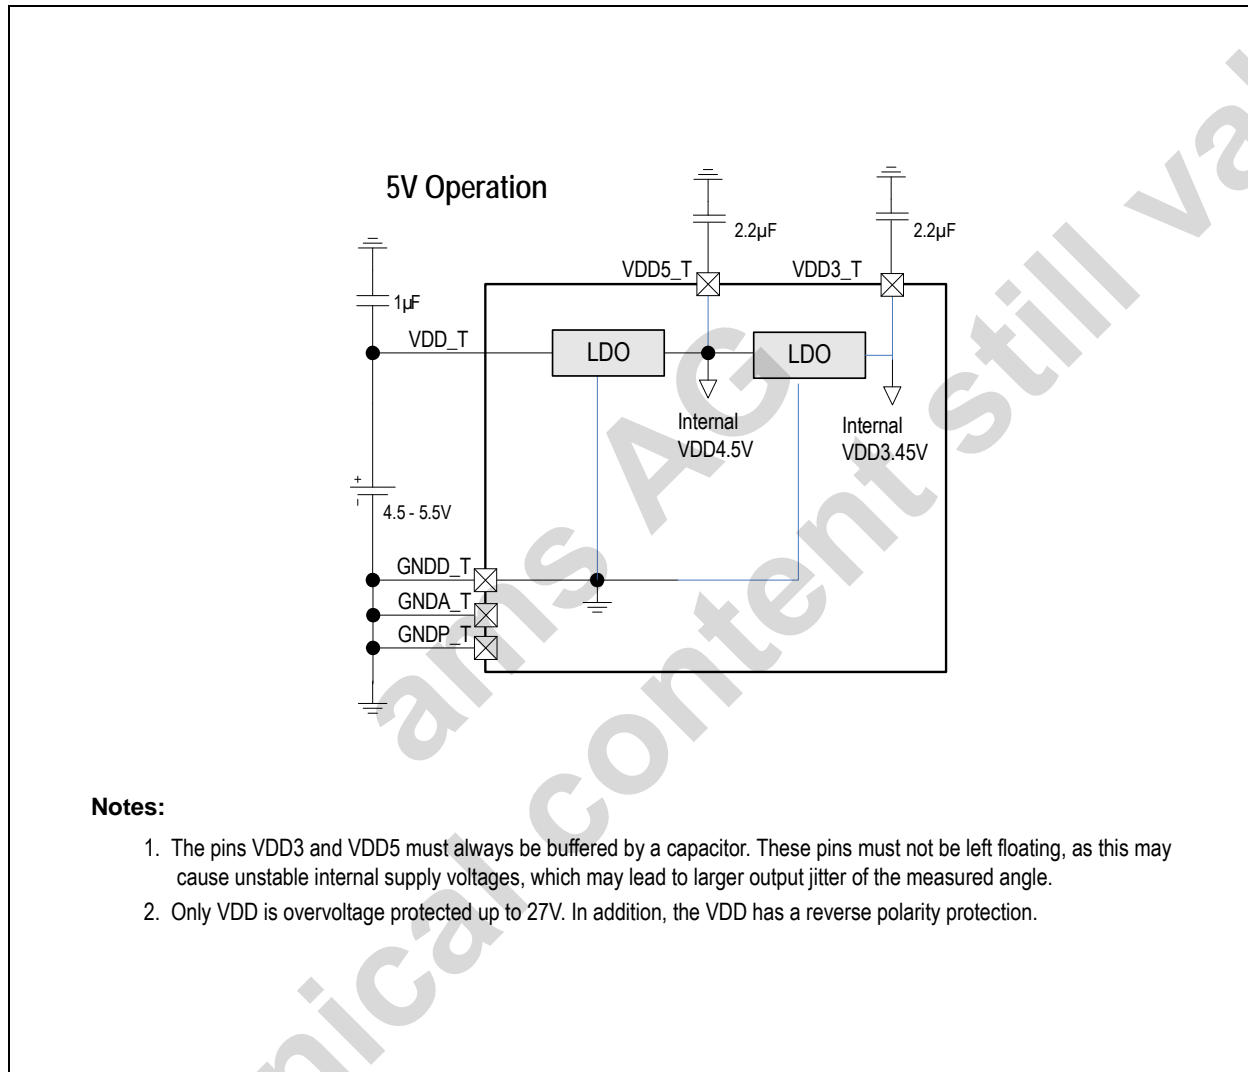 5V Operation
2.2µF
2.2µF
VDD5_T
VDD3_T
1µF
VDD_T
LDO
LDO
Internal
VDD4.5V
Internal
VDD3.45V
+
-
4.5 - 5.5V
GNDD_T
GNDA_T
GNDP_T
Notes:
1. The pins VDD3 and VDD5 must always be buffered by a capacitor. These pins must not be left floating, as this may
cause unstable internal supply voltages, which may lead to larger output jitter of the measured angle.
2. Only VDD is overvoltage protected up to 27V. In addition, the VDD has a reverse polarity protection.
ams AG
content still